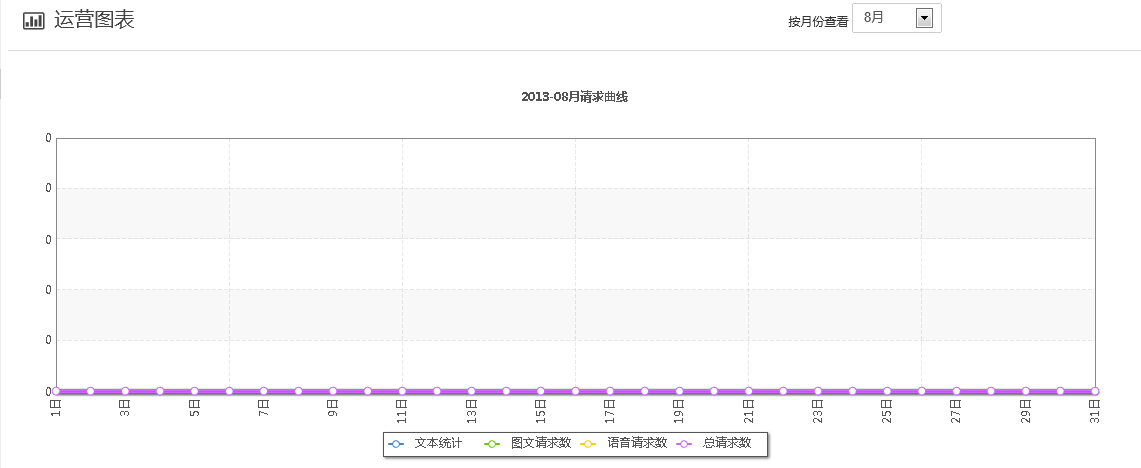 运营图表
按月份查看 8月
2013-08月请求曲线
0
0
0
0
0
0
1日 3日 5日 7日 9日 11日 13日 15日 17日 19日 21日 23日 25日 27日 29日 31日
文本统计 图文请求数 语音请求数 总请求数